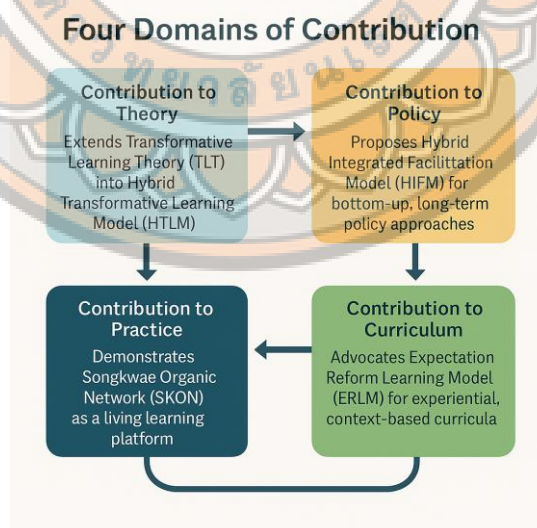 Four Domains of Contribution
Contribution to
Theory
Extends Transformative
Learning Theory (TLT)
into Hybrid
Transformative Learning
Model (HTLM)
Contribution to
Policy
Proposes Hybrid
Integrated Facilittation
Model (HIFM) for
bottom-up, long-term
policy approaches
Contribution to
Practice
Demonstrates
Songkwae Organic
Network (SKON)
as a living learning
platform
Contribution to
Curriculum
Advocates Expectation
Reform Learning Model
(ERLM) for experiential,
context-based curricula